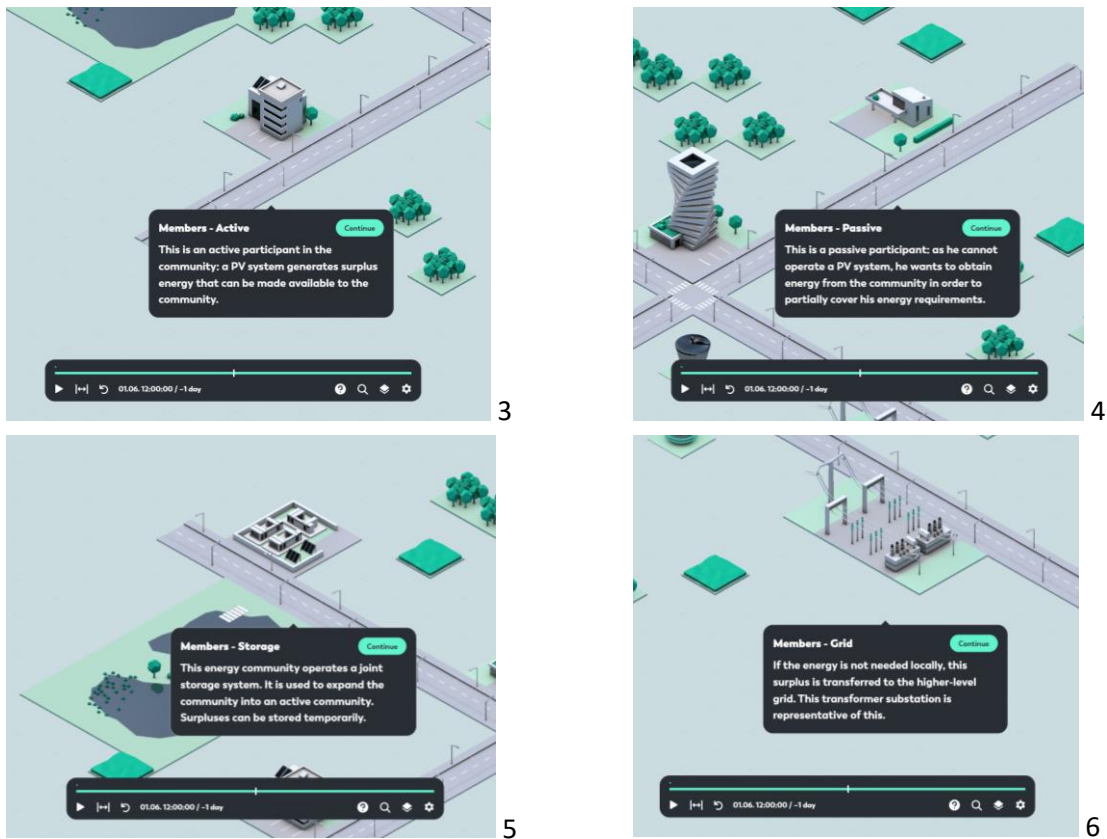 Members - Active
Continue
This is an active participant in the
community: a PV system generates surplus
energy that can be made available to the
community.
01.06. 12:00:00 / ~1 day
3
Members - Passive
Continue
This is a passive participant: as he cannot
operate a PV system, he wants to obtain
energy from the community in order to
partially cover his energy requirements.
01.06. 12:00:00 / ~1 day
4
Members - Storage
Continue
This energy community operates a joint
storage system. It is used to expand the
community into an active community.
Surpluses can be stored temporarily.
01.06. 12:00:00 / ~1 day
5
Members - Grid
Continue
If the energy is not needed locally, this
surplus is transferred to the higher-level
grid. This transformer substation is
representative of this.
01.06. 12:00:00 / ~1 day
6